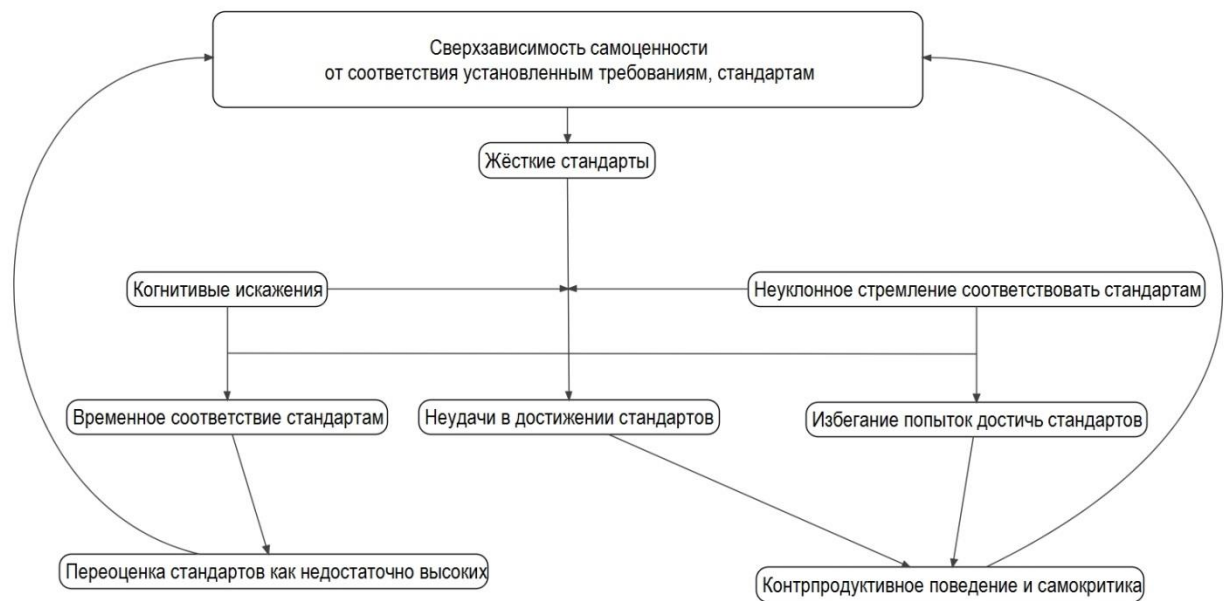 Сверхзависимость самоценности
от соответствия установленным требованиям, стандартам
Жёсткие стандарты
Когнитивые искажения
Неуклонное стремление соответствовать стандартам
Временное соответствие стандартам
Неудачи в достижении стандартов
Избегание попыток достичь стандартов
Переоценка стандартов как недостаточно высоких
Контрпродуктивное поведение и самокритика